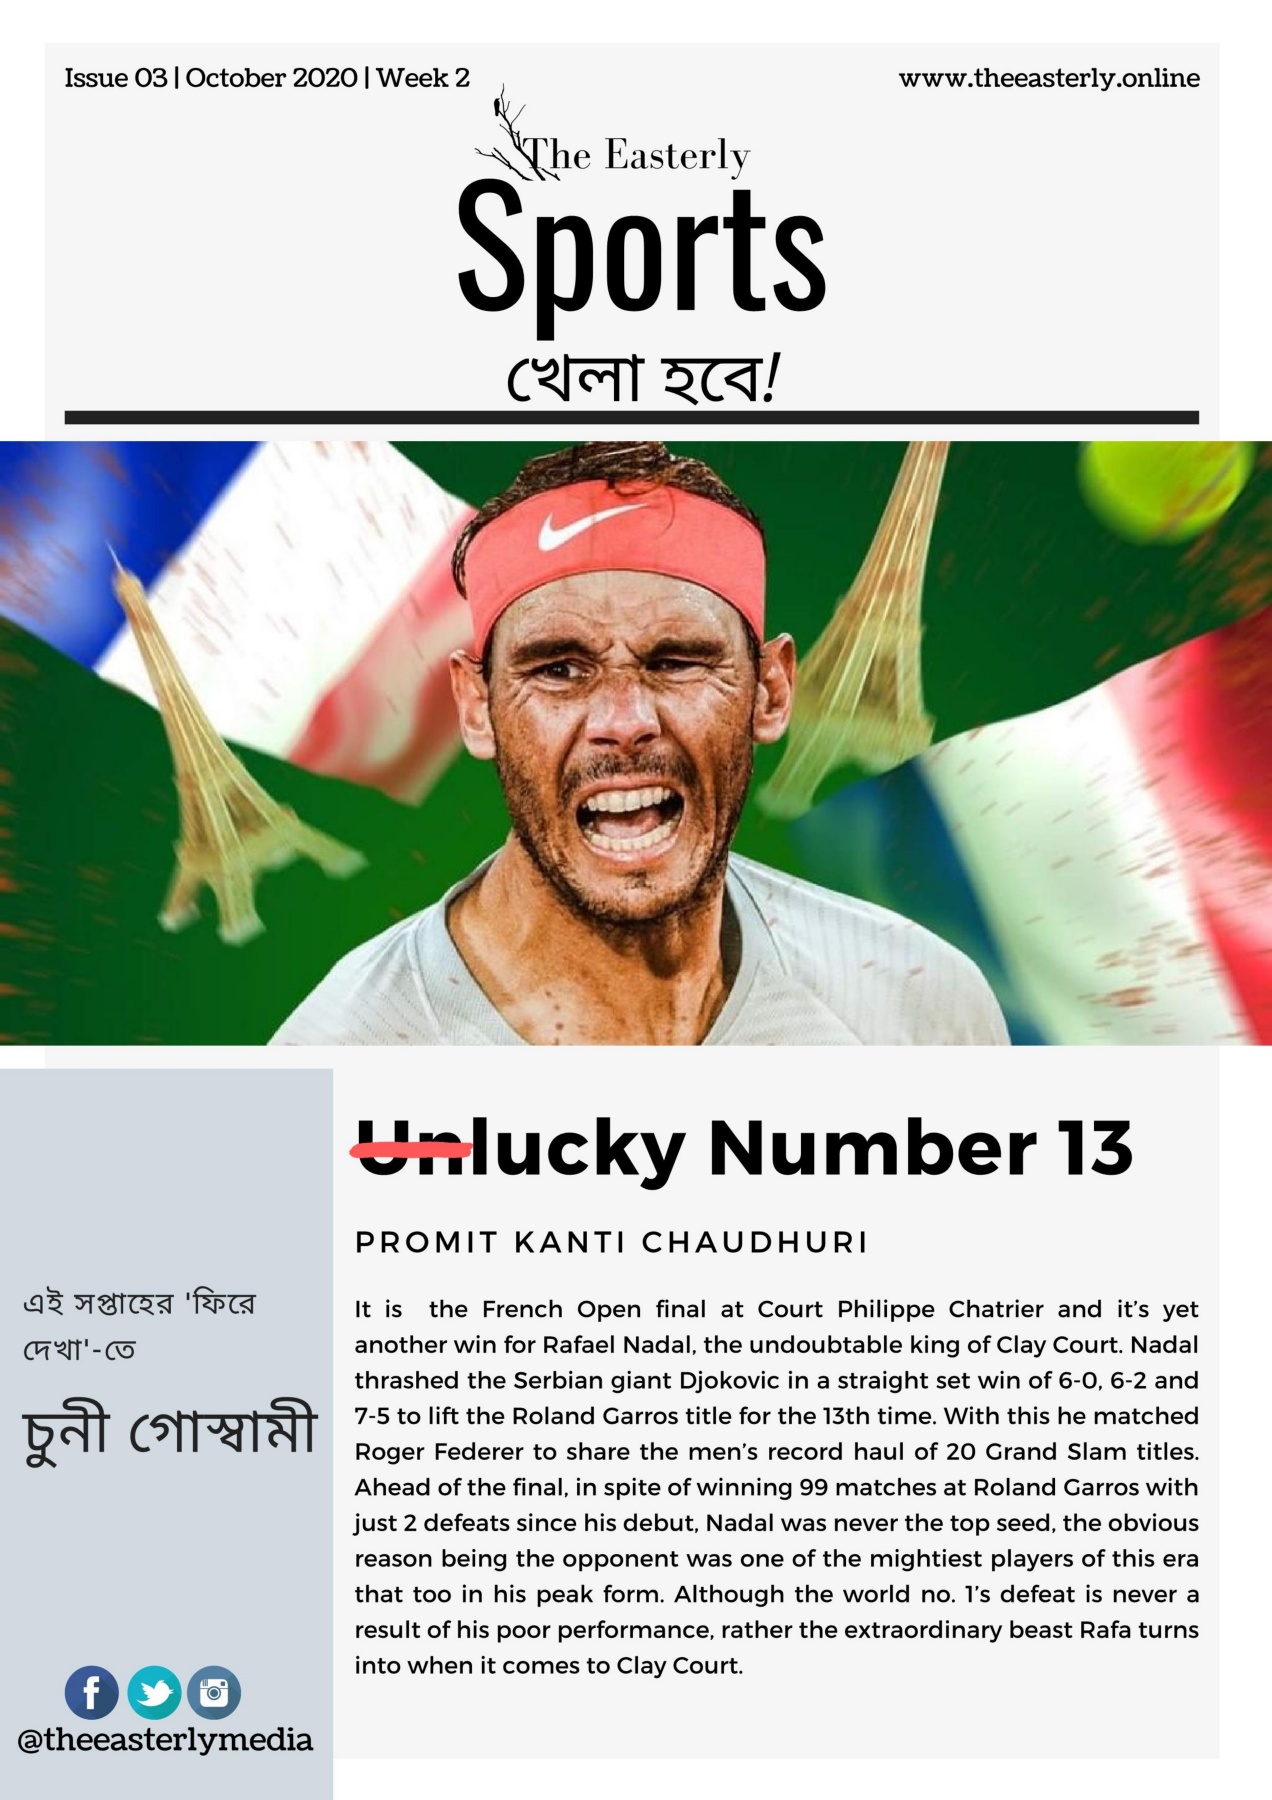 Issue 03 | October 2020 | Week 2
www.theeasterly.online
The Easterly
Sports
খেলা হবে!
Unlucky Number 13
PROMIT KANTI CHAUDHURI
It is the French Open final at Court Philippe Chatrier and it's yet
another win for Rafael Nadal, the undoubtable king of Clay Court. Nadal
thrashed the Serbian giant Djokovic in a straight set win of 6-0, 6-2 and
7-5 to lift the Roland Garros title for the 13th time. With this he matched
Roger Federer to share the men's record haul of 20 Grand Slam titles.
Ahead of the final, in spite of winning 99 matches at Roland Garros with
just 2 defeats since his debut, Nadal was never the top seed, the obvious
reason being the opponent was one of the mightiest players of this era
that too in his peak form. Although the world no. 1's defeat is never a
result of his poor performance, rather the extraordinary beast Rafa turns
into when it comes to Clay Court.
এই সপ্তাহের 'ফিরে
দেখা'-তে
চুনী গোস্বামী
@theeasterlymedia